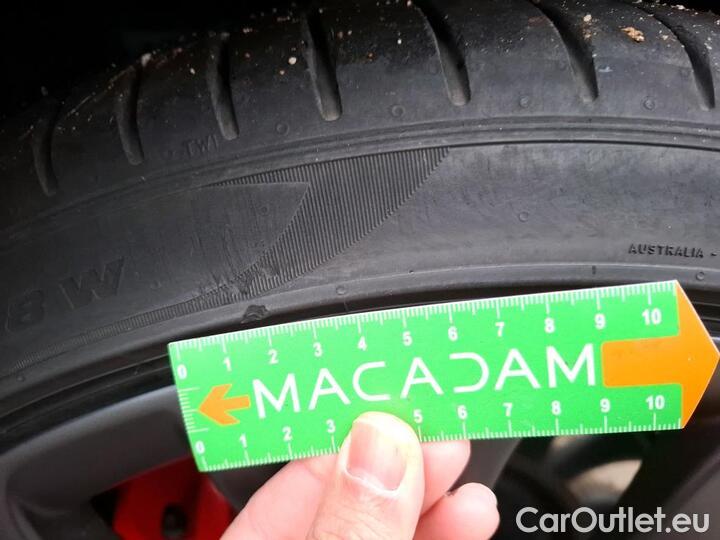 TWI
8 W
AUSTRALIA -
0 1 2 3 4 5 6 7 8 9 10
MACADAM
0 1 2 3 5 6 7 8 9 10
CarOutlet.eu